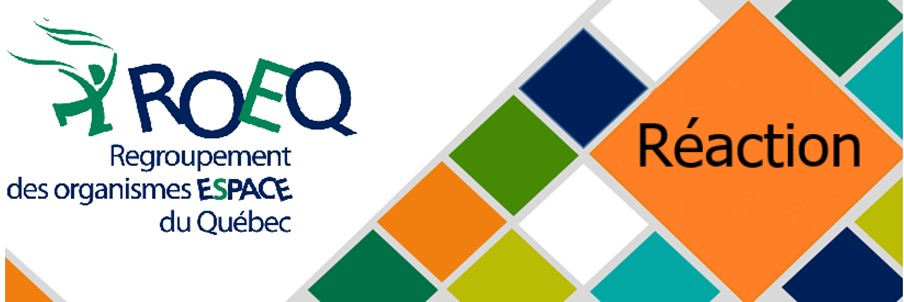 ROEQ
Regroupement
des organismes ESPACE
du Québec
Réaction